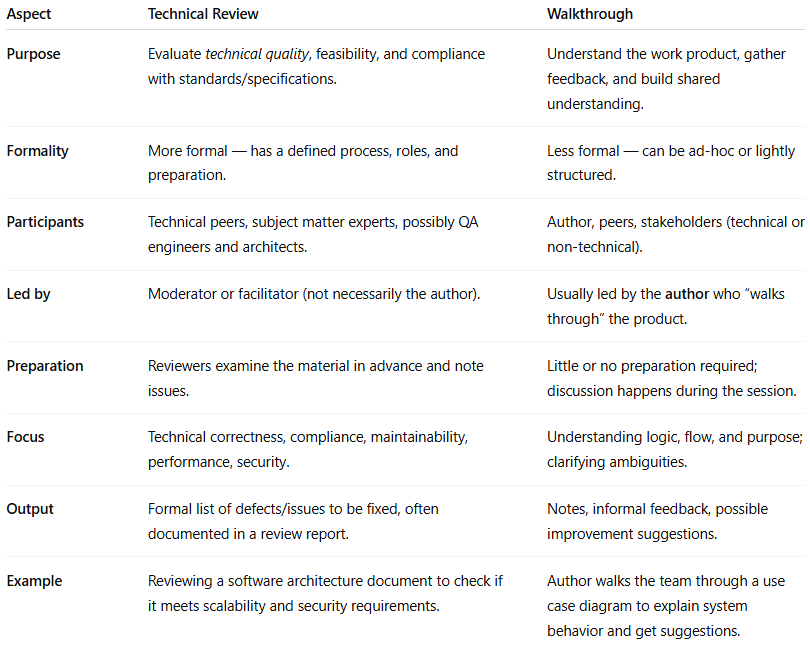 Aspect Technical Review Walkthrough
Purpose Evaluate technical quality, feasibility, and compliance Understand the work product, gather
with standards/specifications. feedback, and build shared
understanding.
Formality More formal — has a defined process, roles, and Less formal — can be ad-hoc or lightly
preparation. structured.
Participants Technical peers, subject matter experts, possibly QA Author, peers, stakeholders (technical or
engineers and architects. non-technical).
Led by Moderator or facilitator (not necessarily the author). Usually led by the author who “walks
through” the product.
Preparation Reviewers examine the material in advance and note Little or no preparation required;
issues. discussion happens during the session.
Focus Technical correctness, compliance, maintainability, Understanding logic, flow, and purpose;
performance, security. clarifying ambiguities.
Output Formal list of defects/issues to be fixed, often Notes, informal feedback, possible
documented in a review report. improvement suggestions.
Example Reviewing a software architecture document to check if Author walks the team through a use
it meets scalability and security requirements. case diagram to explain system
behavior and get suggestions.